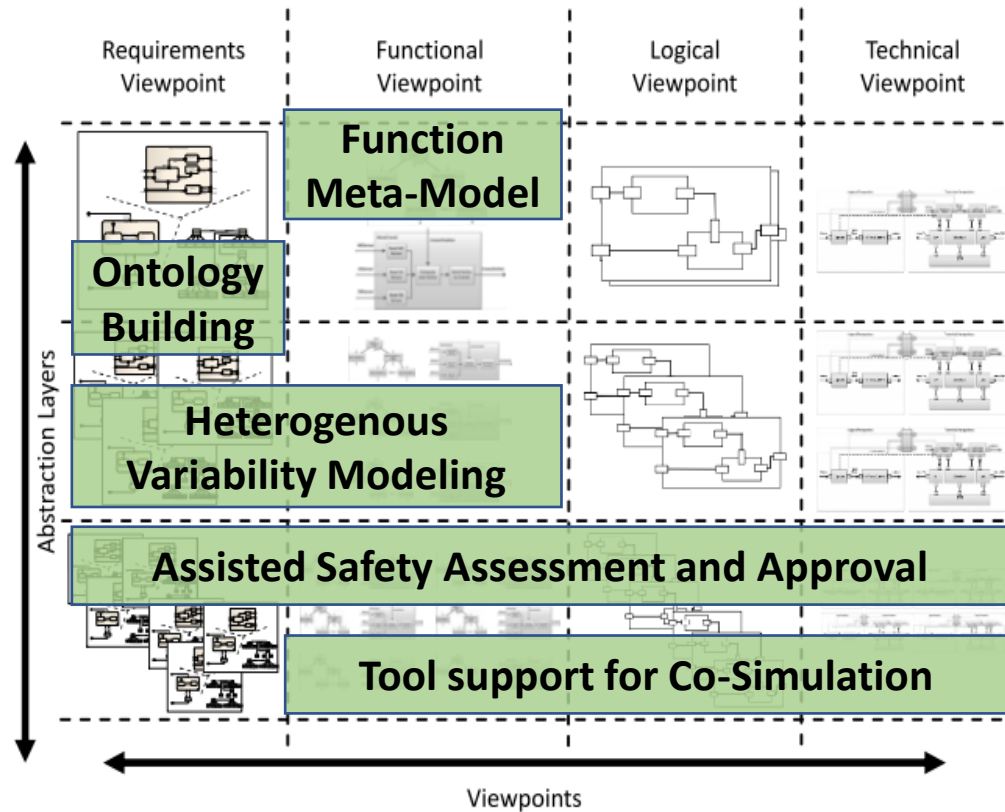 Requirements
Viewpoint
Functional
Viewpoint
Logical
Viewpoint
Technical
Viewpoint
Function
Meta-Model
Ontology
Building
Heterogenous
Variability Modeling
Assisted Safety Assessment and Approval
Tool support for Co-Simulation
Abstraction Layers
Viewpoints